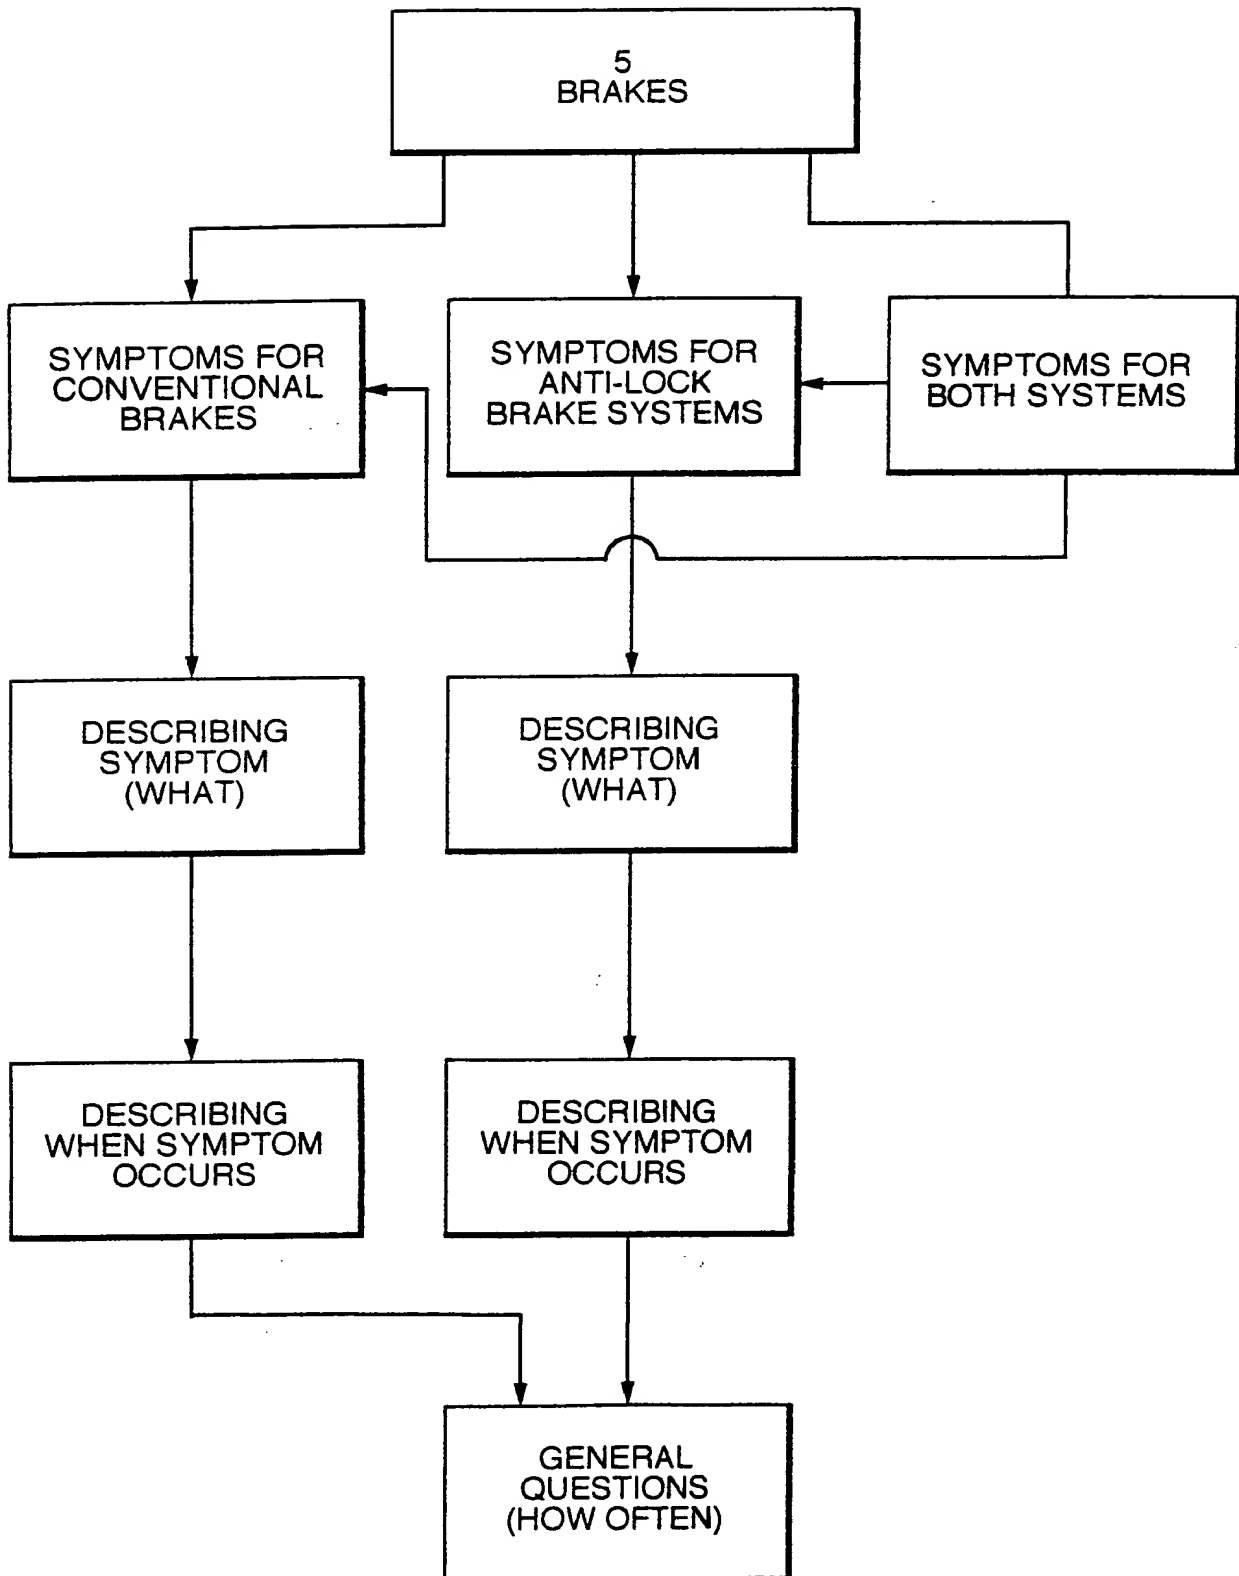 5
BRAKES
SYMPTOMS FOR
CONVENTIONAL
BRAKES
SYMPTOMS FOR
ANTI-LOCK
BRAKE SYSTEMS
SYMPTOMS FOR
BOTH SYSTEMS
DESCRIBING
SYMPTOM
(WHAT)
DESCRIBING
SYMPTOM
(WHAT)
DESCRIBING
WHEN SYMPTOM
OCCURS
DESCRIBING
WHEN SYMPTOM
OCCURS
GENERAL
QUESTIONS
(HOW OFTEN)